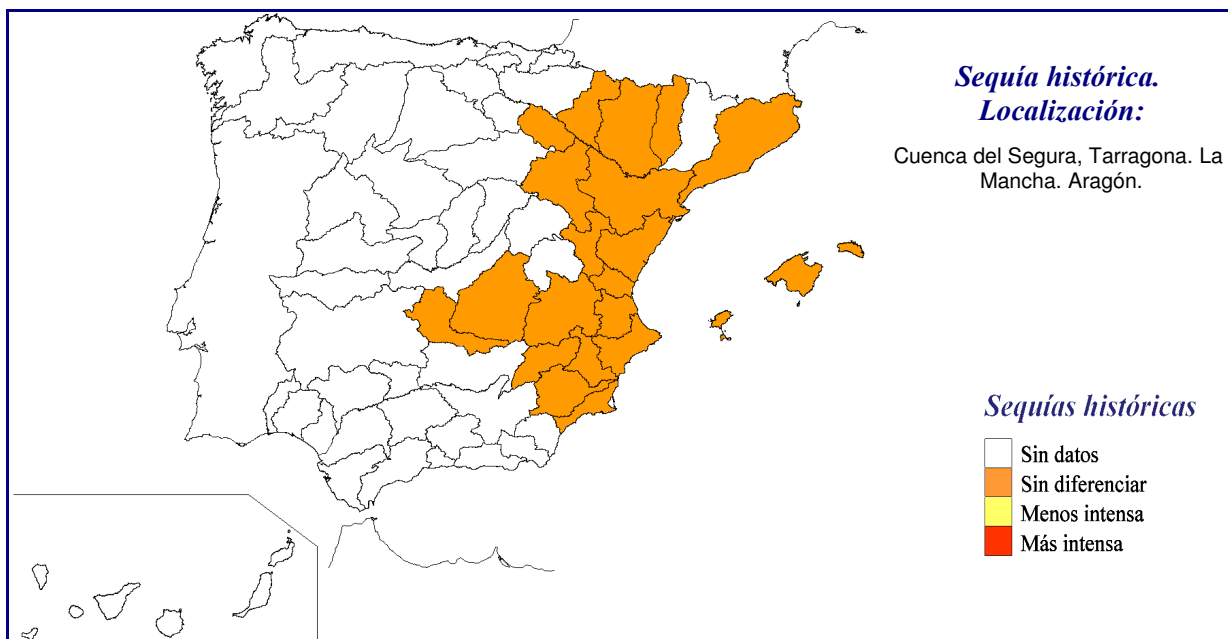 Sequía histórica.
Localización:
Cuenca del Segura, Tarragona. La
Mancha. Aragón.
Sequías históricas
Sin datos
Sin diferenciar
Menos intensa
Más intensa